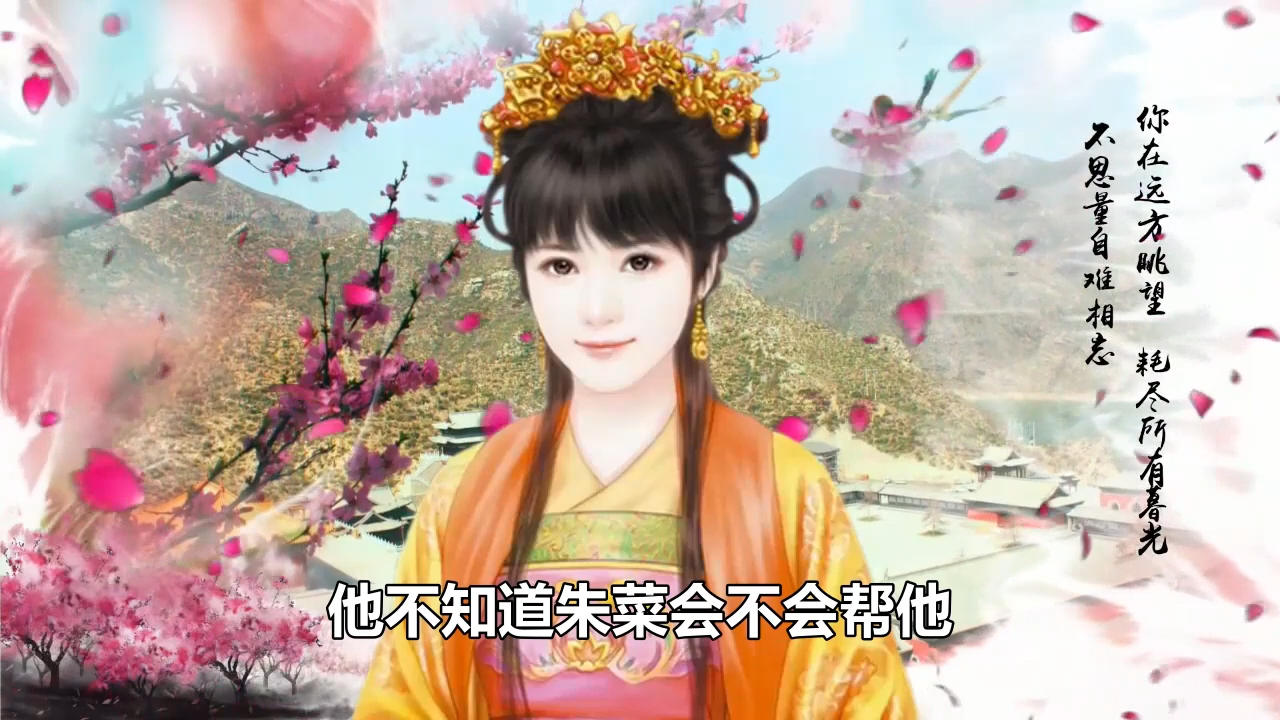 你在远方眺望 耗尽所有暮光
不思量自难相忘
他不知道朱菜会不会帮他